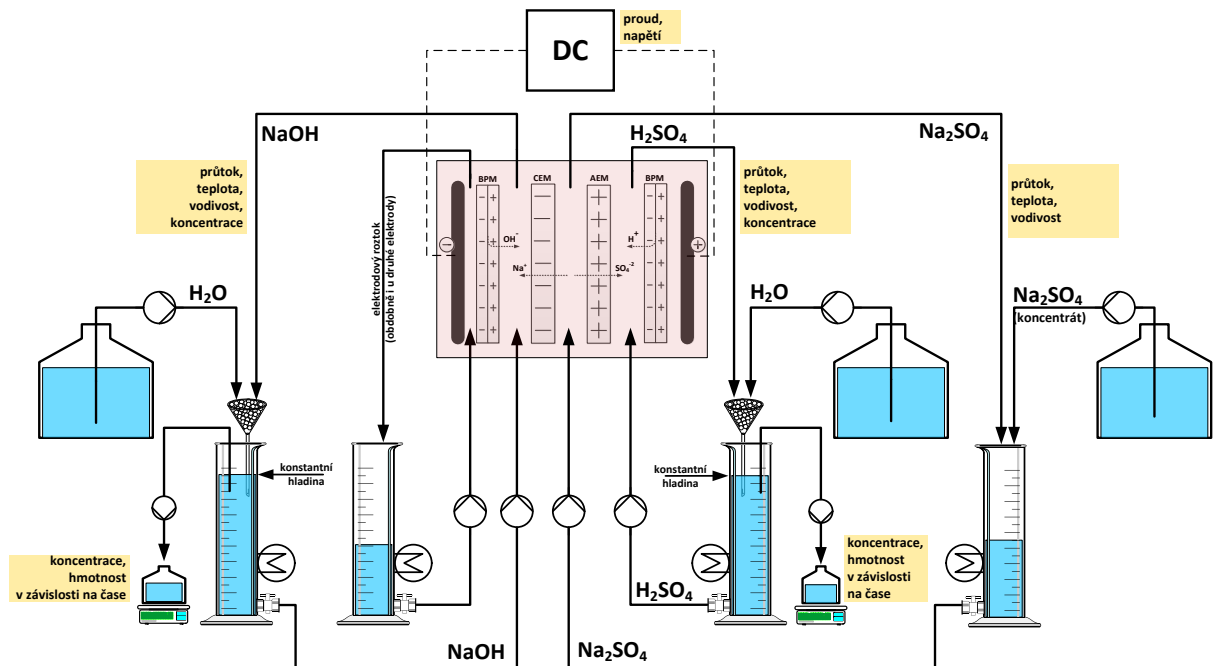 DC
proud,
napětí
NaOH
H₂SO₄
Na₂SO₄
průtok,
teplota,
vodivost,
koncentrace
elektrodový roztok
(obdobně i u druhé elektrody)
BPM
CEM
AEM
BPM
− +
− +
− +
− +
− +
− +
− +
−
−
−
−
−
−
−
+
+
+
+
+
+
+
− +
− +
− +
− +
− +
− +
− +
−
OH⁻
H⁺
+
Na⁺
SO₄⁻²
průtok,
teplota,
vodivost,
koncentrace
průtok,
teplota,
vodivost
H₂O
H₂O
Na₂SO₄
(koncentrát)
konstantní
hladina
konstantní
hladina
koncentrace,
hmotnost
v závislosti na čase
koncentrace,
hmotnost
v závislosti
na čase
H₂SO₄
NaOH
Na₂SO₄